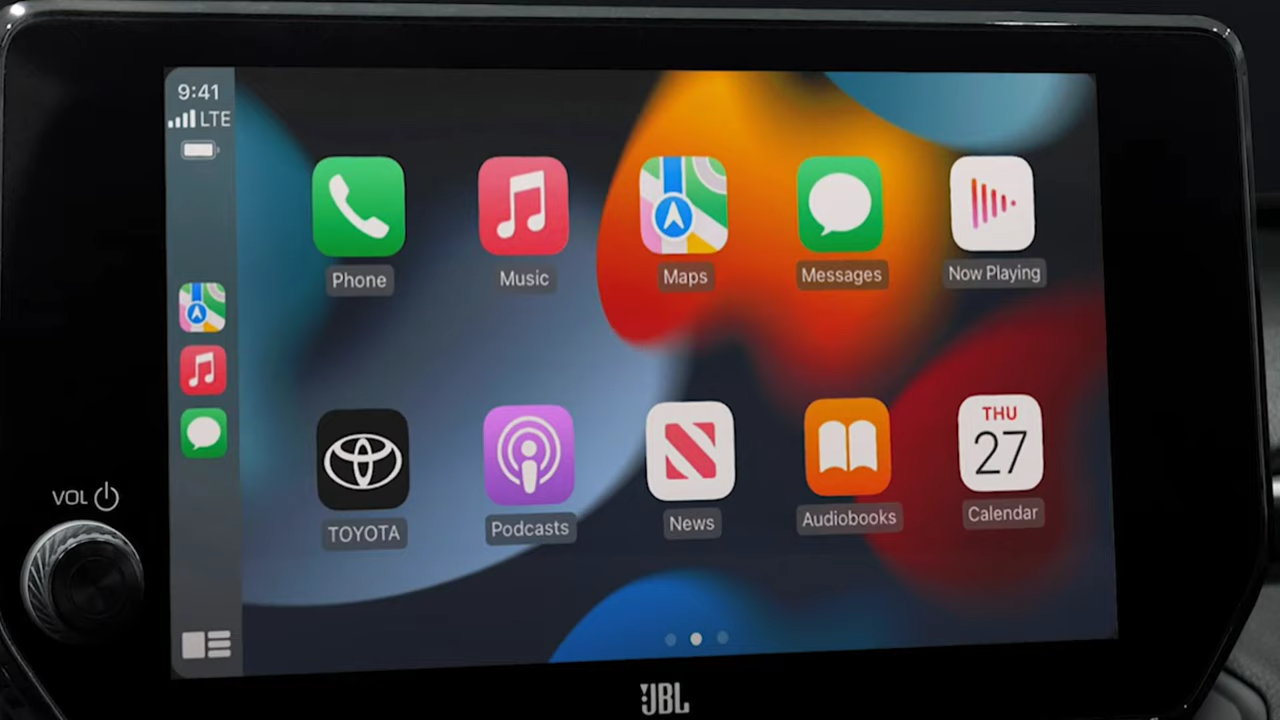 9:41
LTE
Phone
Music
Maps
Messages
Now Playing
TOYOTA
Podcasts
News
Audiobooks
THU
27
Calendar
VOL
JBL